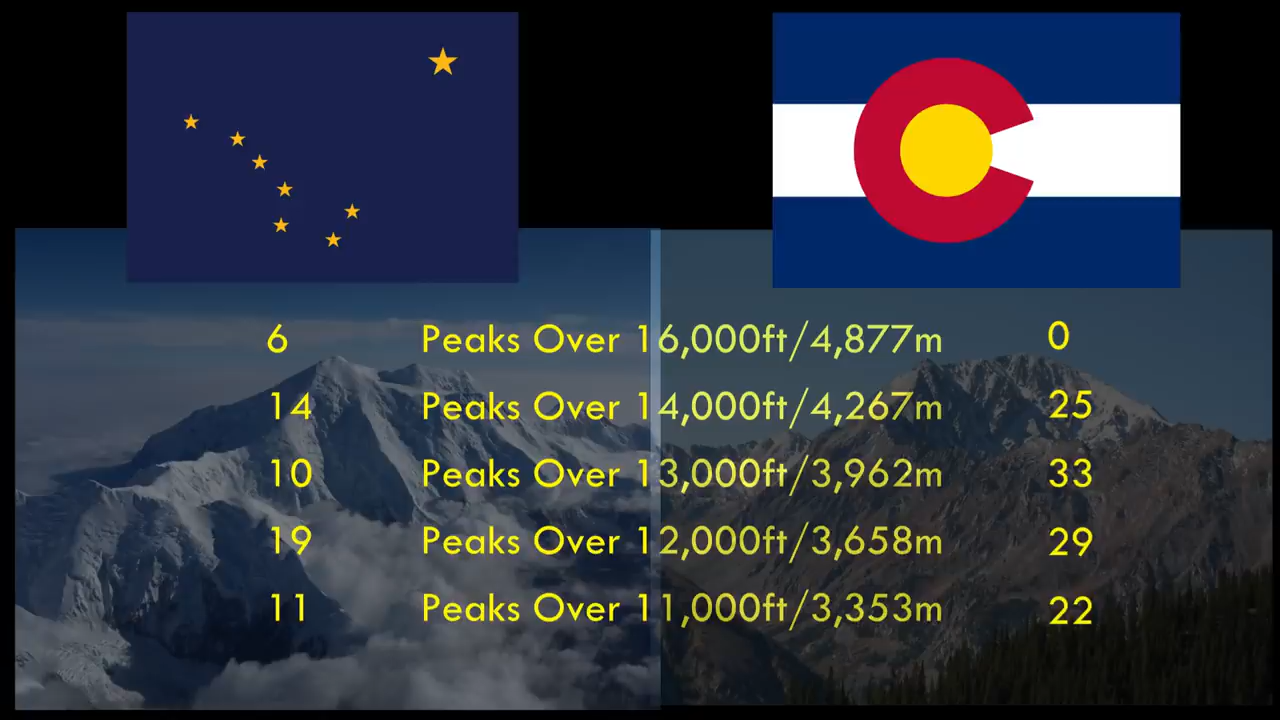 6 Peaks Over 16,000ft/4,877m 0
14 Peaks Over 14,000ft/4,267m 25
10 Peaks Over 13,000ft/3,962m 33
19 Peaks Over 12,000ft/3,658m 29
11 Peaks Over 11,000ft/3,353m 22